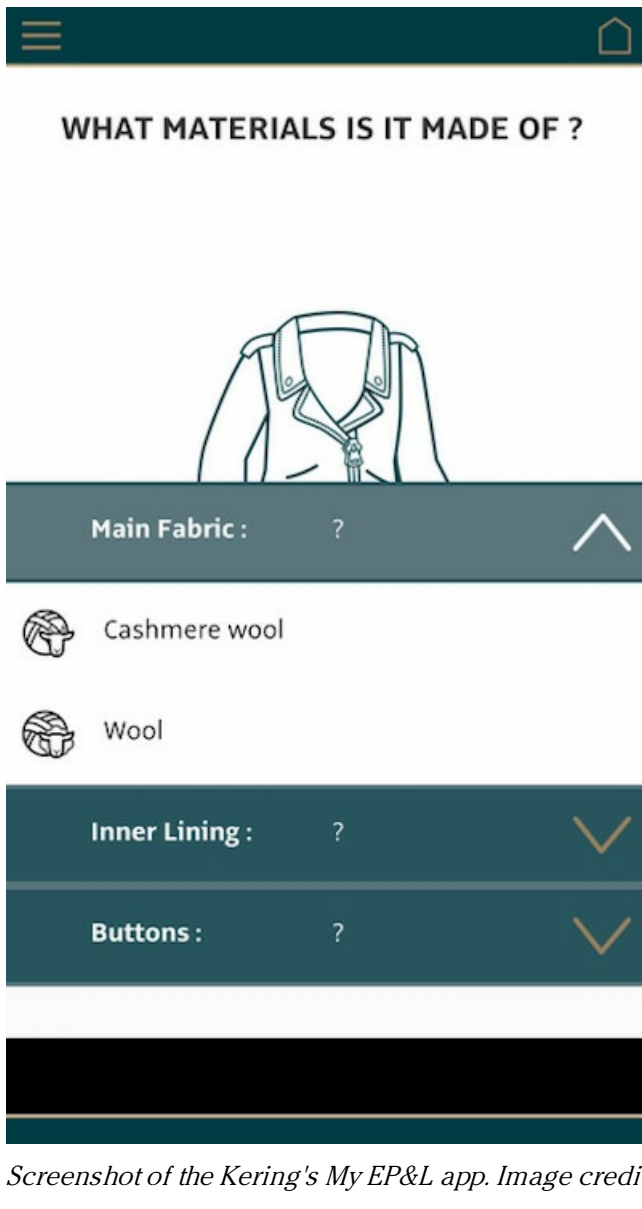 WHAT MATERIALS IS IT MADE OF ?
Main Fabric : ?
Cashmere wool
Wool
Inner Lining : ?
Buttons : ?
Screenshot of the Kering's My EP&L app. Image credi